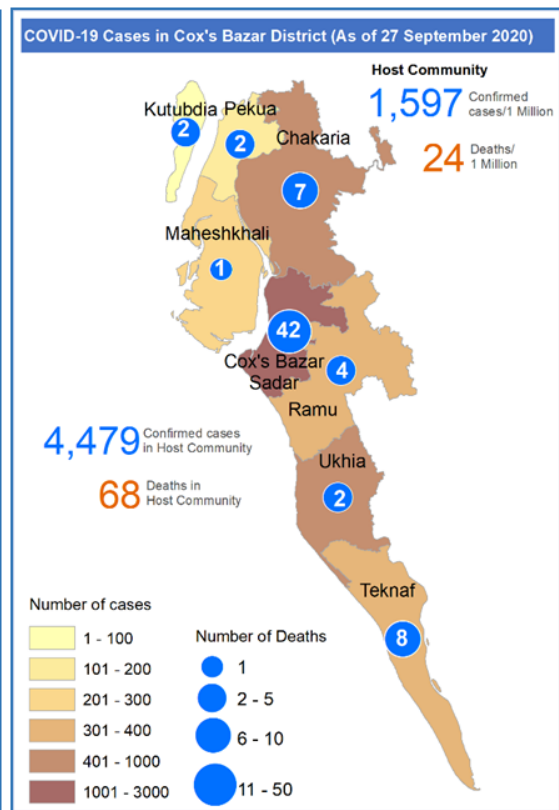 COVID-19 Cases in Cox's Bazar District (As of 27 September 2020)
Host Community
1,597 Confirmed
cases/1 Million
24 Deaths/
1 Million
Kutubdia
2
Pekua
2
Chakaria
7
Maheshkhali
1
42
Cox's Bazar
Sadar
4
Ramu
4,479 Confirmed cases
in Host Community
68 Deaths in
Host Community
Ukhia
2
Teknaf
8
Number of cases
1 - 100
101 - 200
201 - 300
301 - 400
401 - 1000
1001 - 3000
Number of Deaths
1
2 - 5
6 - 10
11 - 50